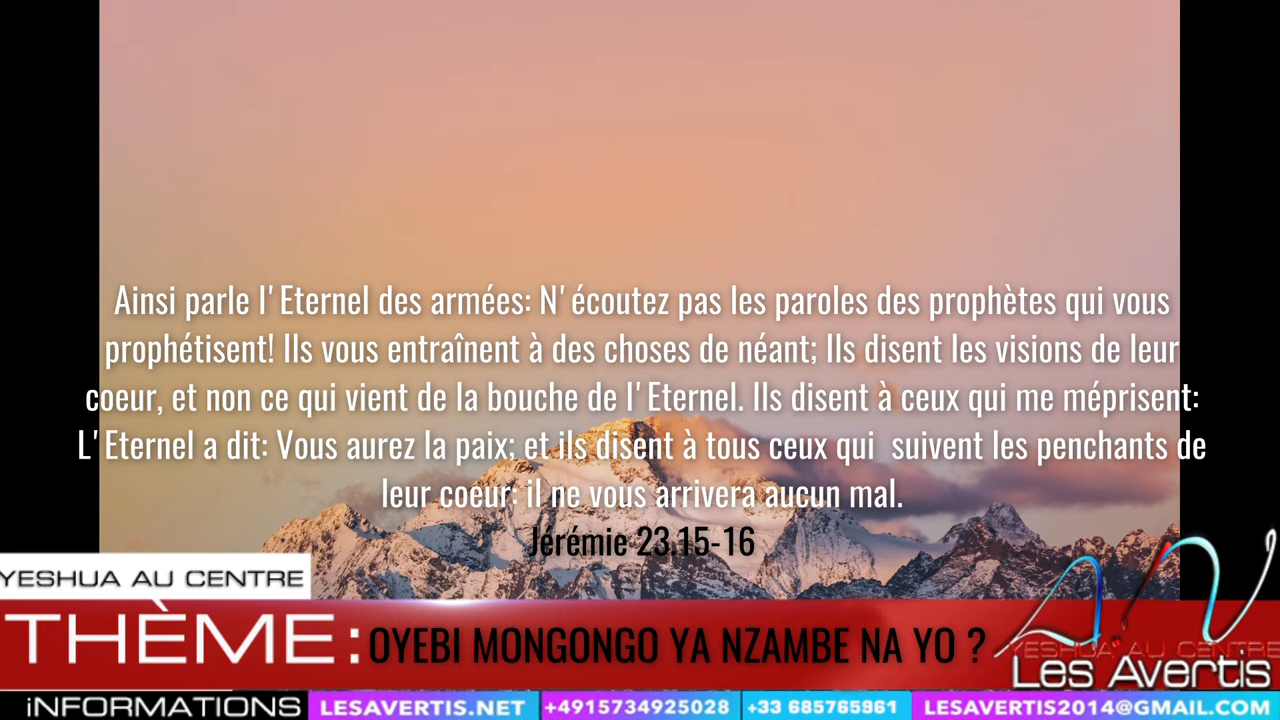 Ainsi parle l'Eternel des armées: N'écoutez pas les paroles des prophètes qui vous
prophétisent! Ils vous entraînent à des choses de néant; Ils disent les visions de leur
coeur, et non ce qui vient de la bouche de l'Eternel. Ils disent à ceux qui me méprisent:
L'Eternel a dit: Vous aurez la paix; et ils disent à tous ceux qui  suivent les penchants de
leur coeur: il ne vous arrivera aucun mal.
Jérémie 23.15-16
YESHUA AU CENTRE
THÈME: OYEBI MONGONGO YA NZAMBE NA YO ?
YESHUA AU CENTRE
Les Avertis
iNFORMATIONS LESAVERTIS.NET +4915734925028 +33 685765961 LESAVERTIS2014@GMAIL.COM